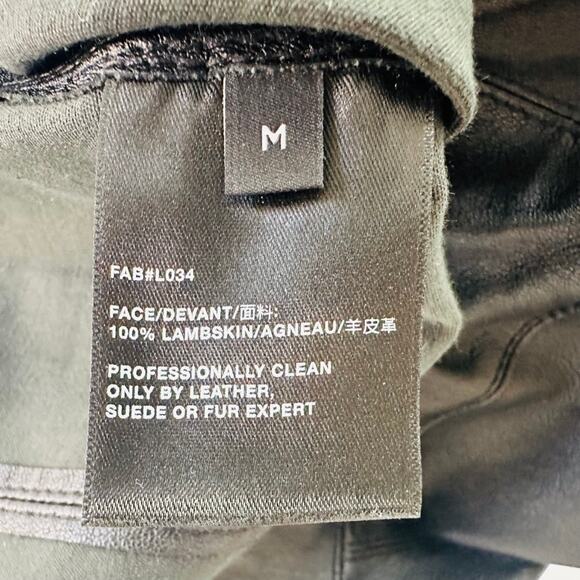 M
FAB#L034
FACE/DEVANT/面料:
100% LAMBSKIN/AGNEAU/羊皮革
PROFESSIONALLY CLEAN
ONLY BY LEATHER,
SUEDE OR FUR EXPERT